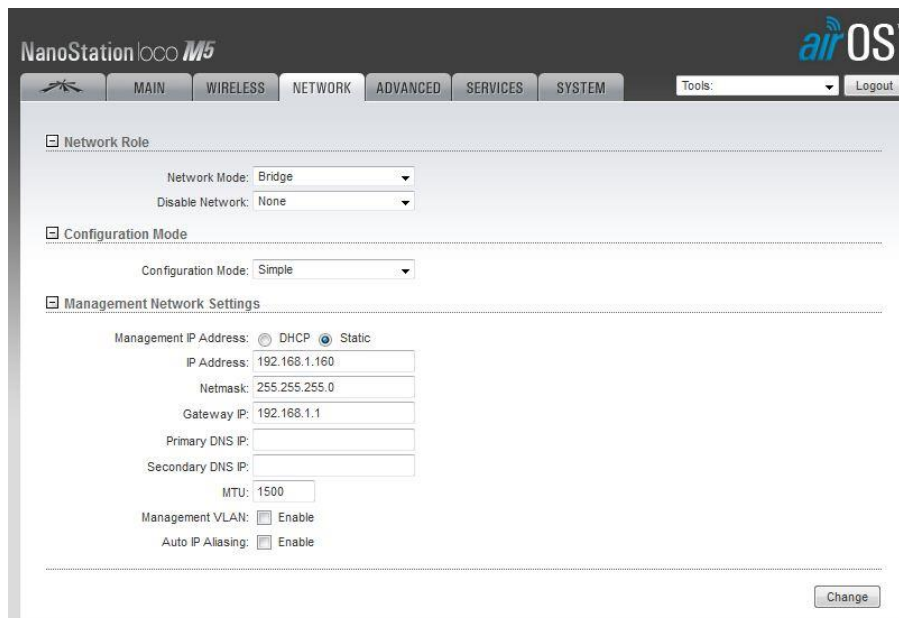 NanoStation loco M5
airOS
MAIN WIRELESS NETWORK ADVANCED SERVICES SYSTEM Tools: Logout
Network Role
Network Mode: Bridge
Disable Network: None
Configuration Mode
Configuration Mode: Simple
Management Network Settings
Management IP Address: DHCP Static
IP Address: 192.168.1.160
Netmask: 255.255.255.0
Gateway IP: 192.168.1.1
Primary DNS IP:
Secondary DNS IP:
MTU: 1500
Management VLAN: Enable
Auto IP Aliasing: Enable
Change